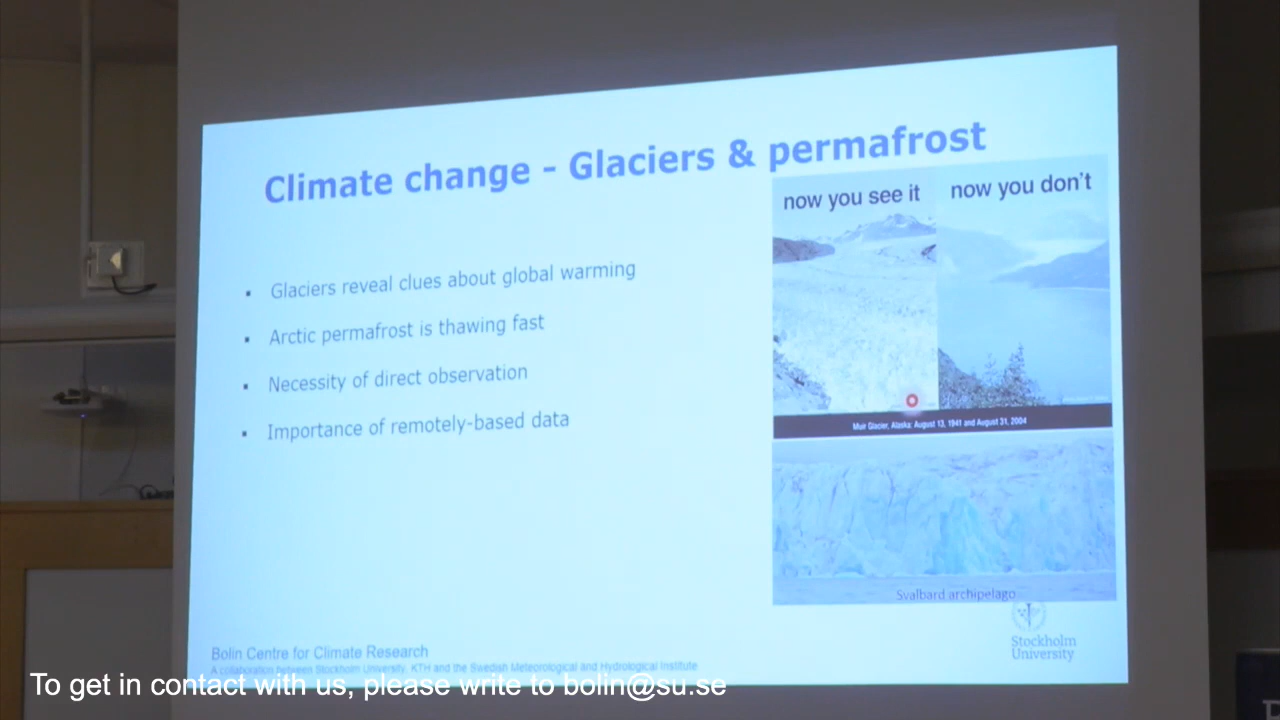 Climate change - Glaciers & permafrost
now you see it
now you don't
▪ Glaciers reveal clues about global warming
▪ Arctic permafrost is thawing fast
▪ Necessity of direct observation
▪ Importance of remotely-based data
Muir Glacier, Alaska: August 13, 1941 and August 31, 2004
Svalbard archipelago
Stockholm
University
Bolin Centre for Climate Research
A collaboration between Stockholm University, KTH and the Swedish Meteorological and Hydrological Institute
To get in contact with us, please write to bolin@su.se